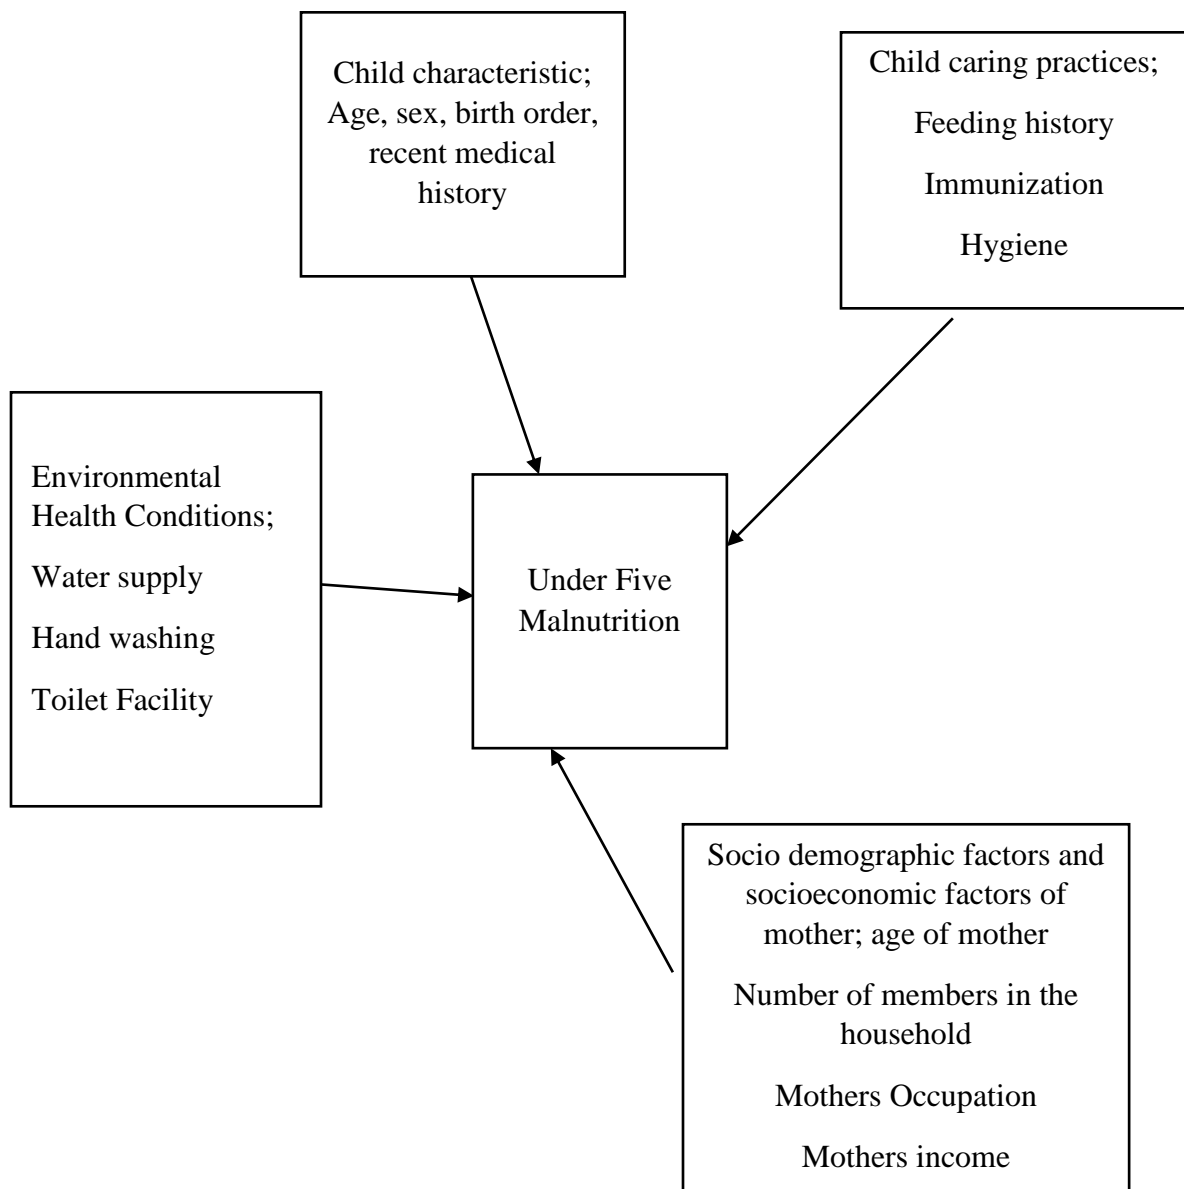 Child characteristic;
Age, sex, birth order,
recent medical
history
Child caring practices;
Feeding history
Immunization
Hygiene
Environmental
Health Conditions;
Water supply
Hand washing
Toilet Facility
Under Five
Malnutrition
Socio demographic factors and
socioeconomic factors of
mother; age of mother
Number of members in the
household
Mothers Occupation
Mothers income